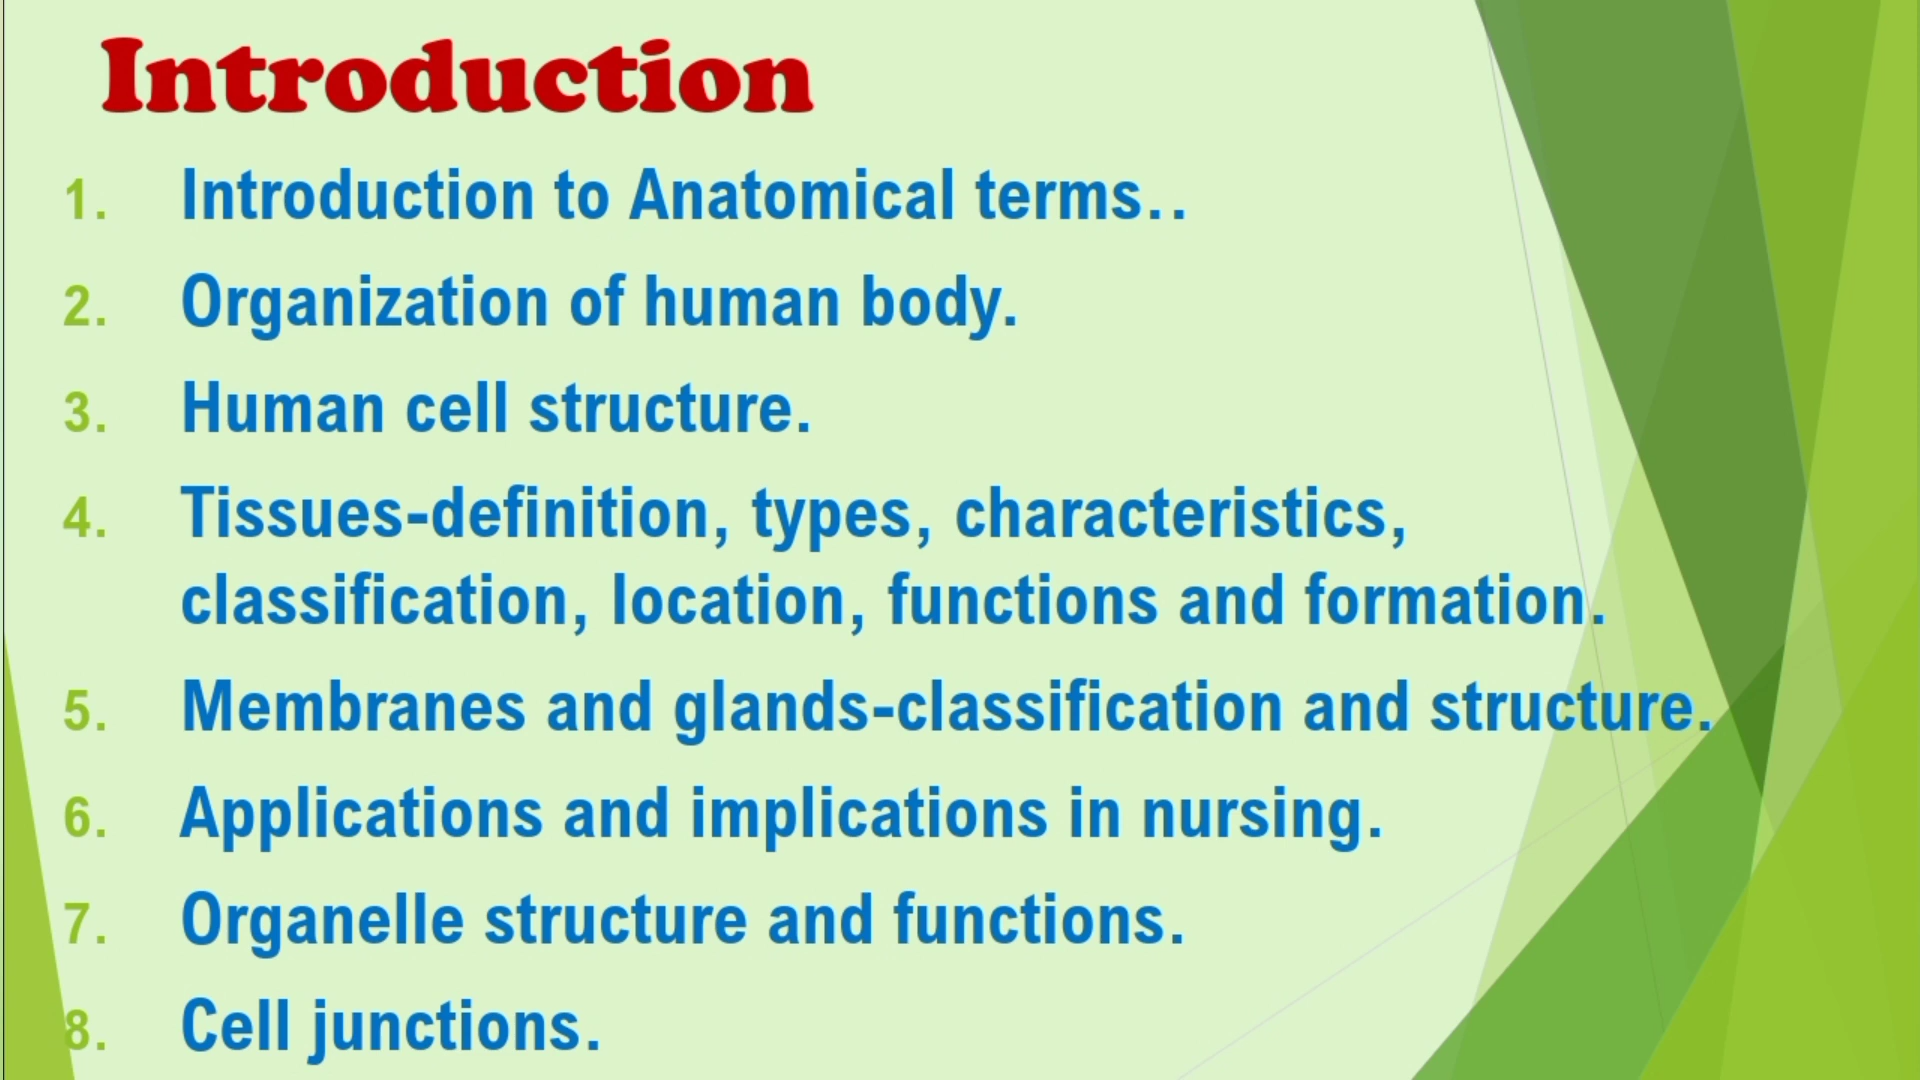 Introduction
1. Introduction to Anatomical terms..
2. Organization of human body.
3. Human cell structure.
4. Tissues-definition, types, characteristics,
classification, location, functions and formation.
5. Membranes and glands-classification and structure.
6. Applications and implications in nursing.
7. Organelle structure and functions.
8. Cell junctions.